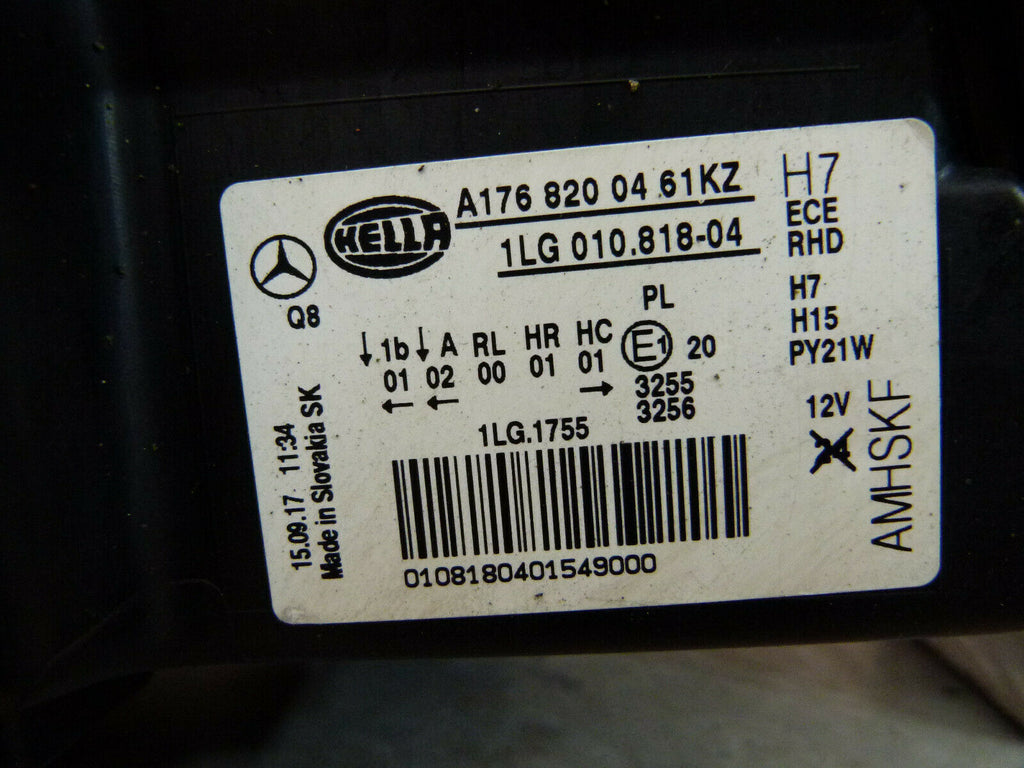 HELLA
A176 820 04 61KZ
1LG 010.818-04
H7
ECE
RHD
Q8
PL
H7
H15
PY21W
↓ 1b ↓ A RL HR HC E1 20
01 02 00 01 01
← ← →
3255
3256
12V
1LG.1755
15.09.17 11:34
Made in Slovakia SK
AMHSKF
0108180401549000